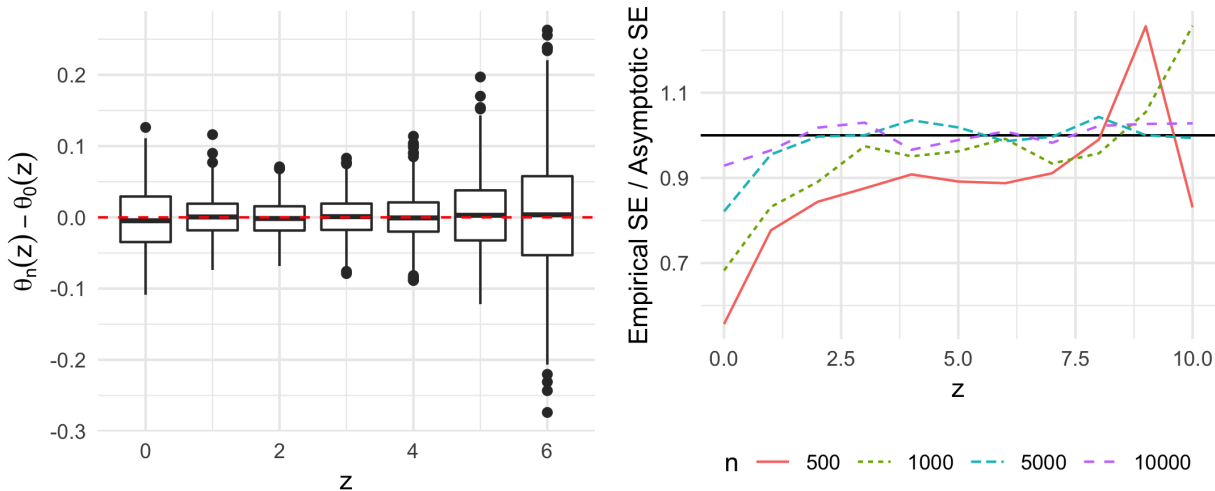 θn(z) − θ0(z)
0.2
0.1
0.0
-0.1
-0.2
-0.3
0 2 4 6
z
Empirical SE / Asymptotic SE
1.1
0.9
0.7
0.0 2.5 5.0 7.5 10.0
z
n 500 1000 5000 10000